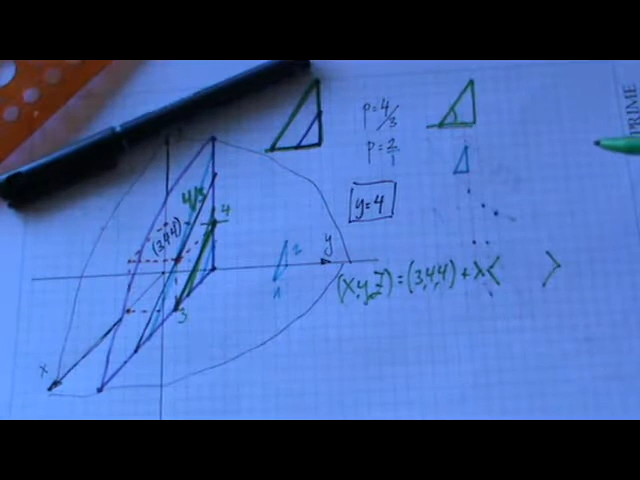 p=4/3
p=2/1
y=4
4/3
4
(3,4,4)
y
2
1
3
x
(x,y,z)=(3,4,4)+λ< >
PRIME